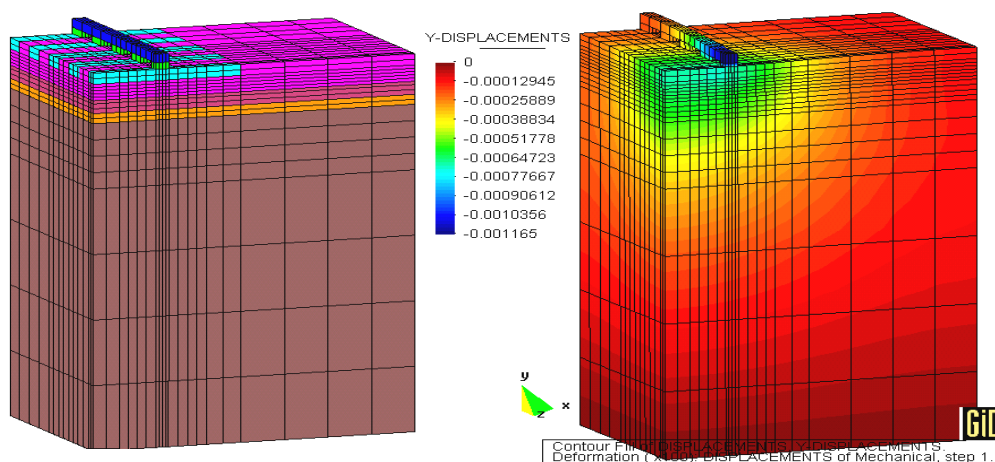 Y-DISPLACEMENTS
0
-0.00012945
-0.00025889
-0.00038834
-0.00051778
-0.00064723
-0.00077667
-0.00090612
-0.0010356
-0.001165
y
x
z
GiD
Contour Fill of DISPLACEMENTS, Y-DISPLACEMENTS.
Deformation ( x100): DISPLACEMENTS of Mechanical, step 1.